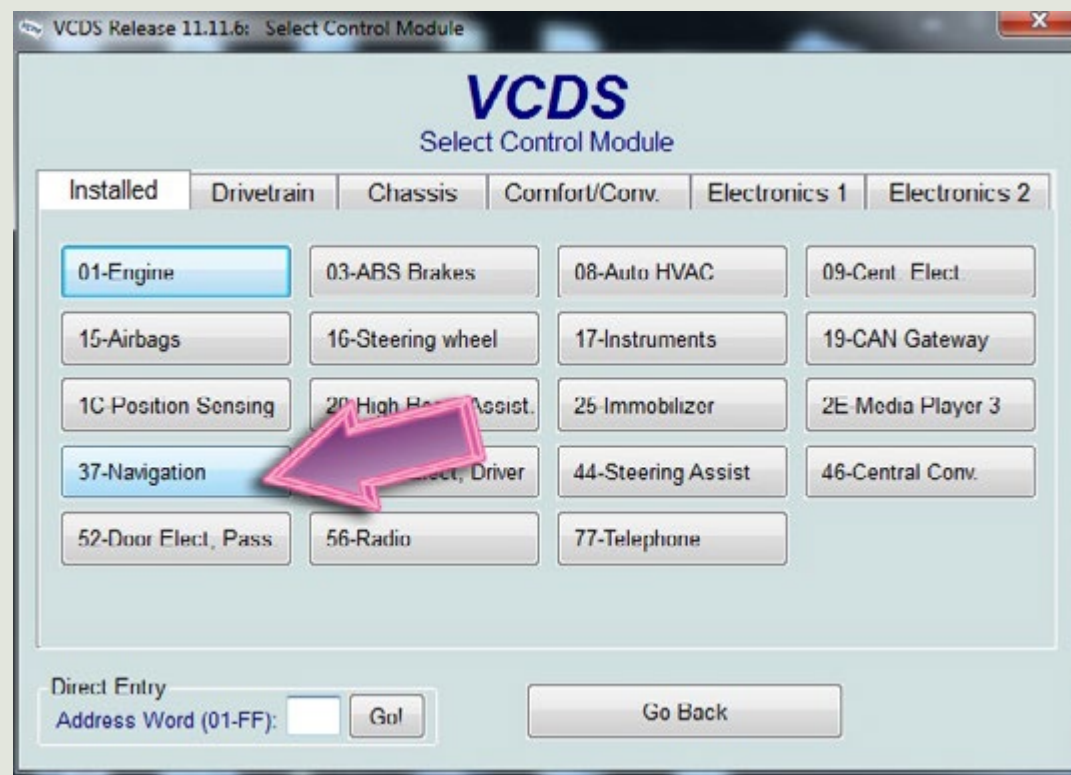 VCDS Release 11.11.6: Select Control Module
VCDS
Select Control Module
Installed Drivetrain Chassis Comfort/Conv. Electronics 1 Electronics 2
01-Engine 03-ABS Brakes 08-Auto HVAC 09-Cent. Elect.
15-Airbags 16-Steering wheel 17-Instruments 19-CAN Gateway
1C-Position Sensing Assist. 25-Immobilizer 2E-Media Player 3
37-Navigation Driver 44-Steering Assist 46-Central Conv.
52-Door Elect, Pass. 56-Radio 77-Telephone
Direct Entry
Address Word (01-FF): Go! Go Back